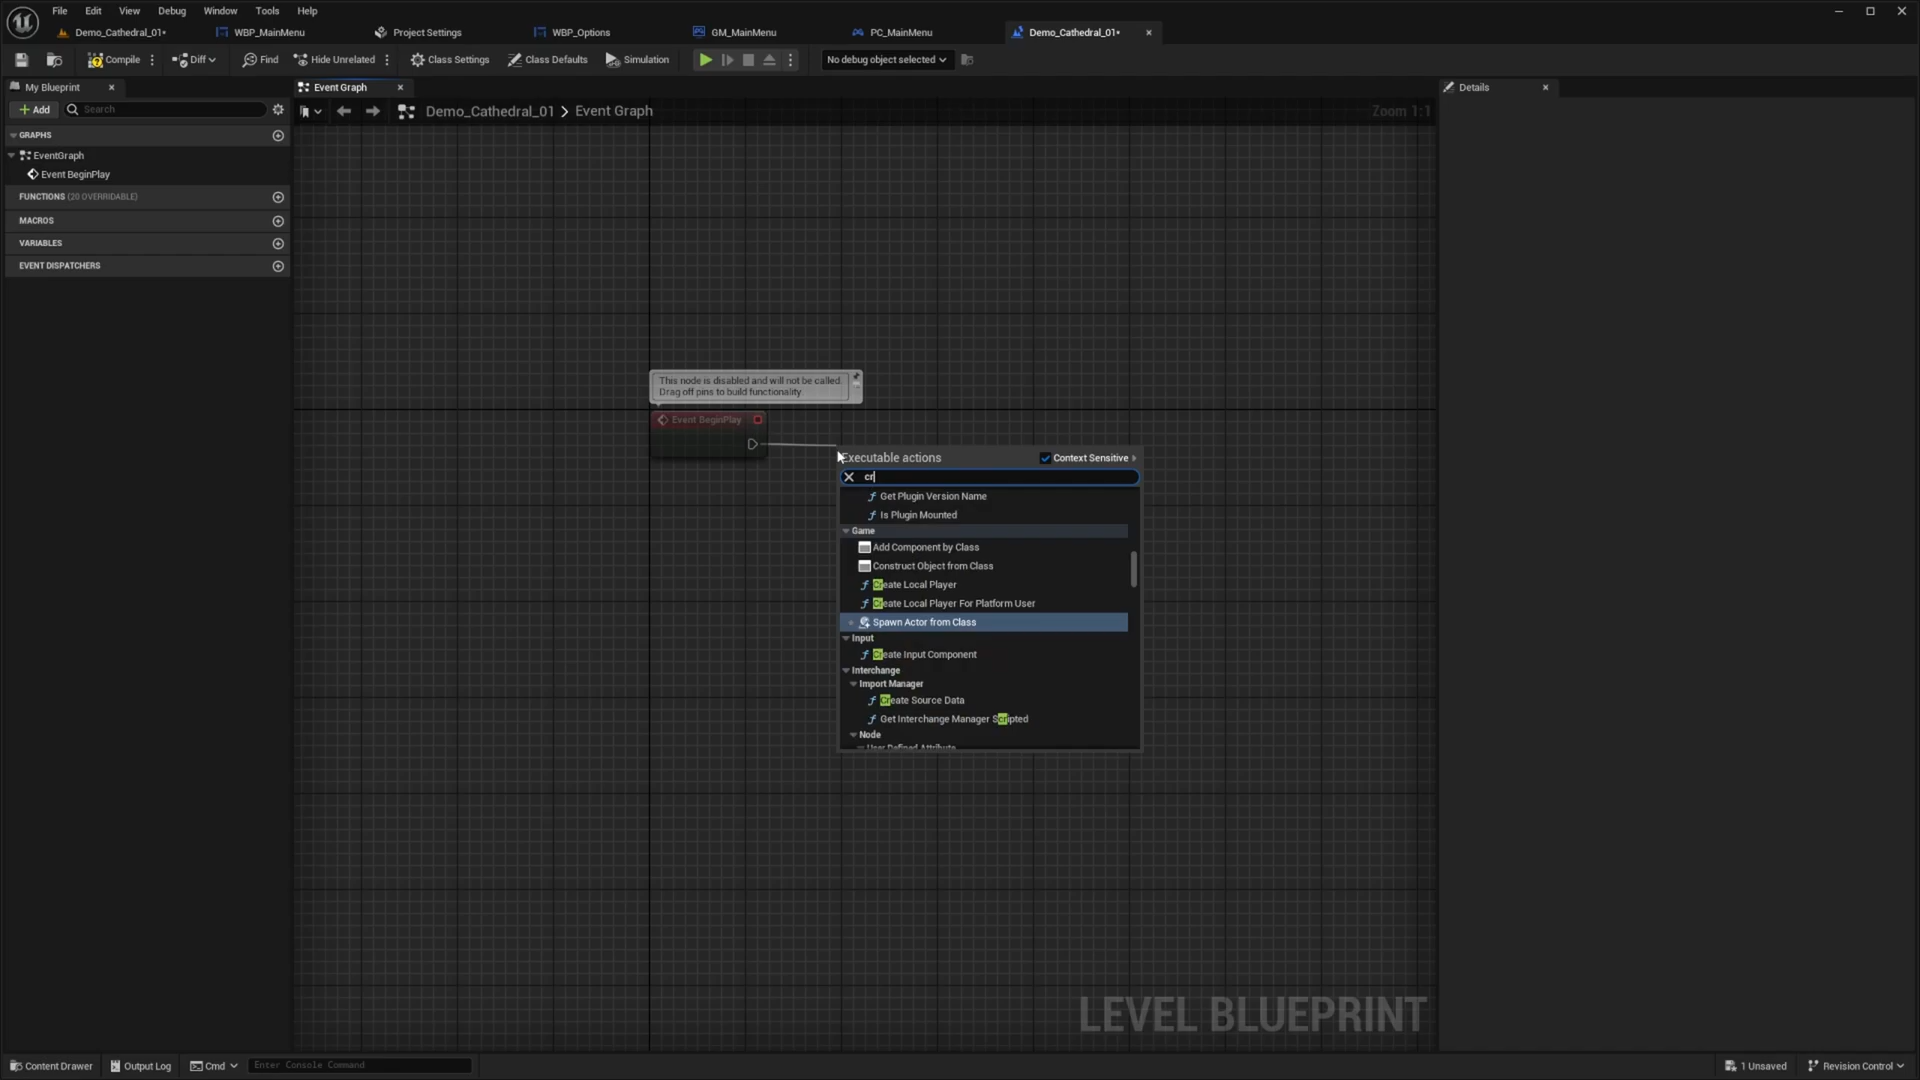 File Edit View Debug Window Tools Help
Demo_Cathedral_01* WBP_MainMenu Project Settings WBP_Options GM_MainMenu PC_MainMenu Demo_Cathedral_01*
Compile Diff Find Hide Unrelated Class Settings Class Defaults Simulation No debug object selected
My Blueprint Event Graph Details
Add Search Demo_Cathedral_01 > Event Graph Zoom 1:1
GRAPHS
EventGraph
Event BeginPlay
FUNCTIONS (20 OVERRIDABLE)
MACROS
VARIABLES
EVENT DISPATCHERS
This node is disabled and will not be called.
Drag off pins to build functionality.
Event BeginPlay
Executable actions Context Sensitive
cr
Get Plugin Version Name
Is Plugin Mounted
Game
Add Component by Class
Construct Object from Class
Create Local Player
Create Local Player For Platform User
Spawn Actor from Class
Input
Create Input Component
Interchange
Import Manager
Create Source Data
Get Interchange Manager Scripted
Node
User Defined Attribute
LEVEL BLUEPRINT
Content Drawer Output Log Cmd Enter Console Command 1 Unsaved Revision Control